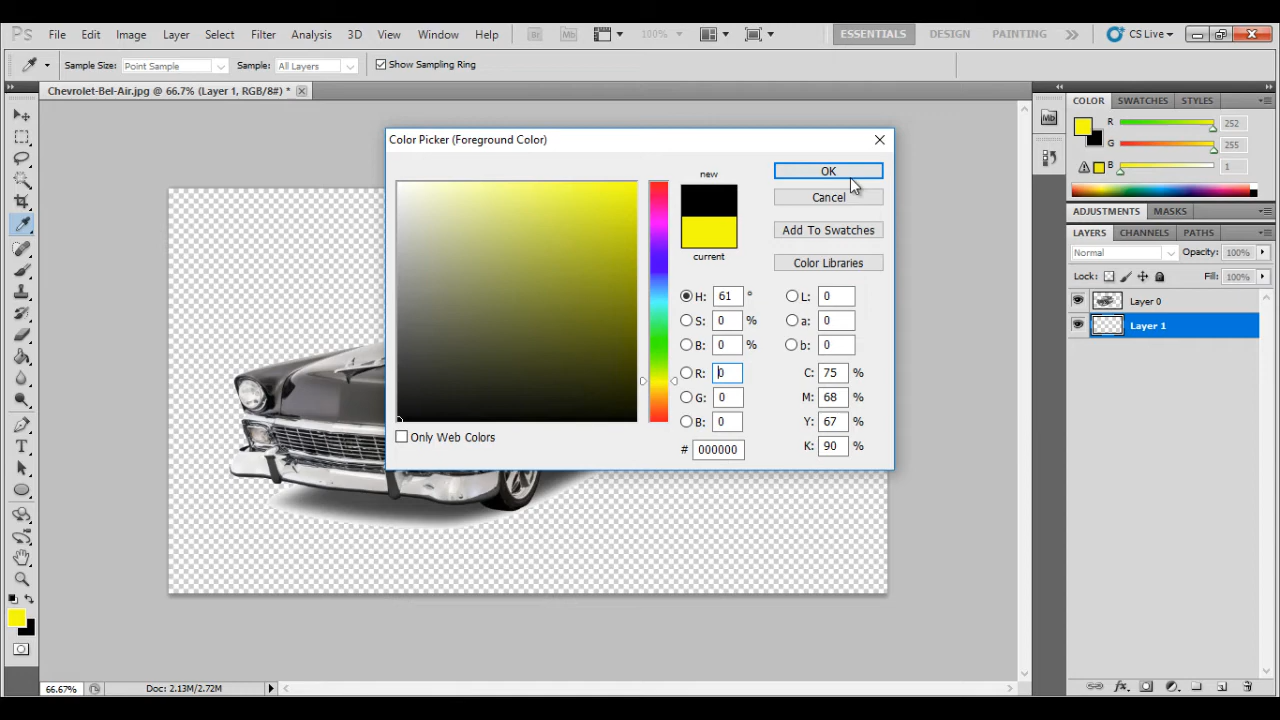 Ps File Edit Image Layer Select Filter Analysis 3D View Window Help Br Mb 100% ESSENTIALS DESIGN PAINTING CS Live
Sample Size: Point Sample Sample: All Layers Show Sampling Ring
Chevrolet-Bel-Air.jpg @ 66.7% (Layer 1, RGB/8#) *
Color Picker (Foreground Color)
new
current
OK
Cancel
Add To Swatches
Color Libraries
H: 61 ° L: 0
S: 0 % a: 0
B: 0 % b: 0
R: 0 C: 75 %
G: 0 M: 68 %
B: 0 Y: 67 %
# 000000 K: 90 %
Only Web Colors
Mb
COLOR SWATCHES STYLES
R 252
G 255
B 1
ADJUSTMENTS MASKS
LAYERS CHANNELS PATHS
Normal Opacity: 100%
Lock: Fill: 100%
Layer 0
Layer 1
T
66.67% Doc: 2.13M/2.72M
fx